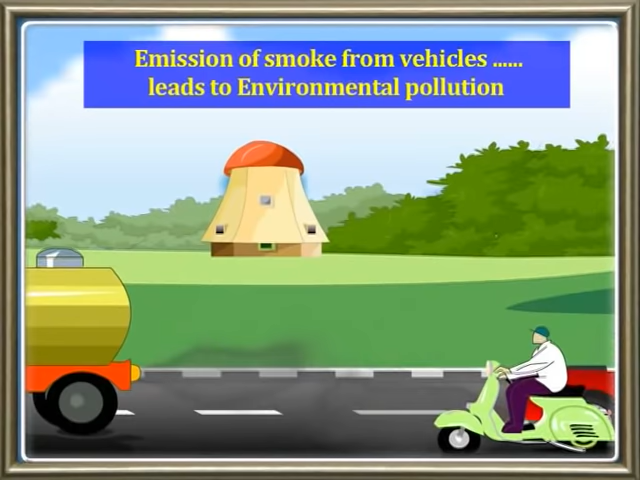 Emission of smoke from vehicles ......
leads to Environmental pollution